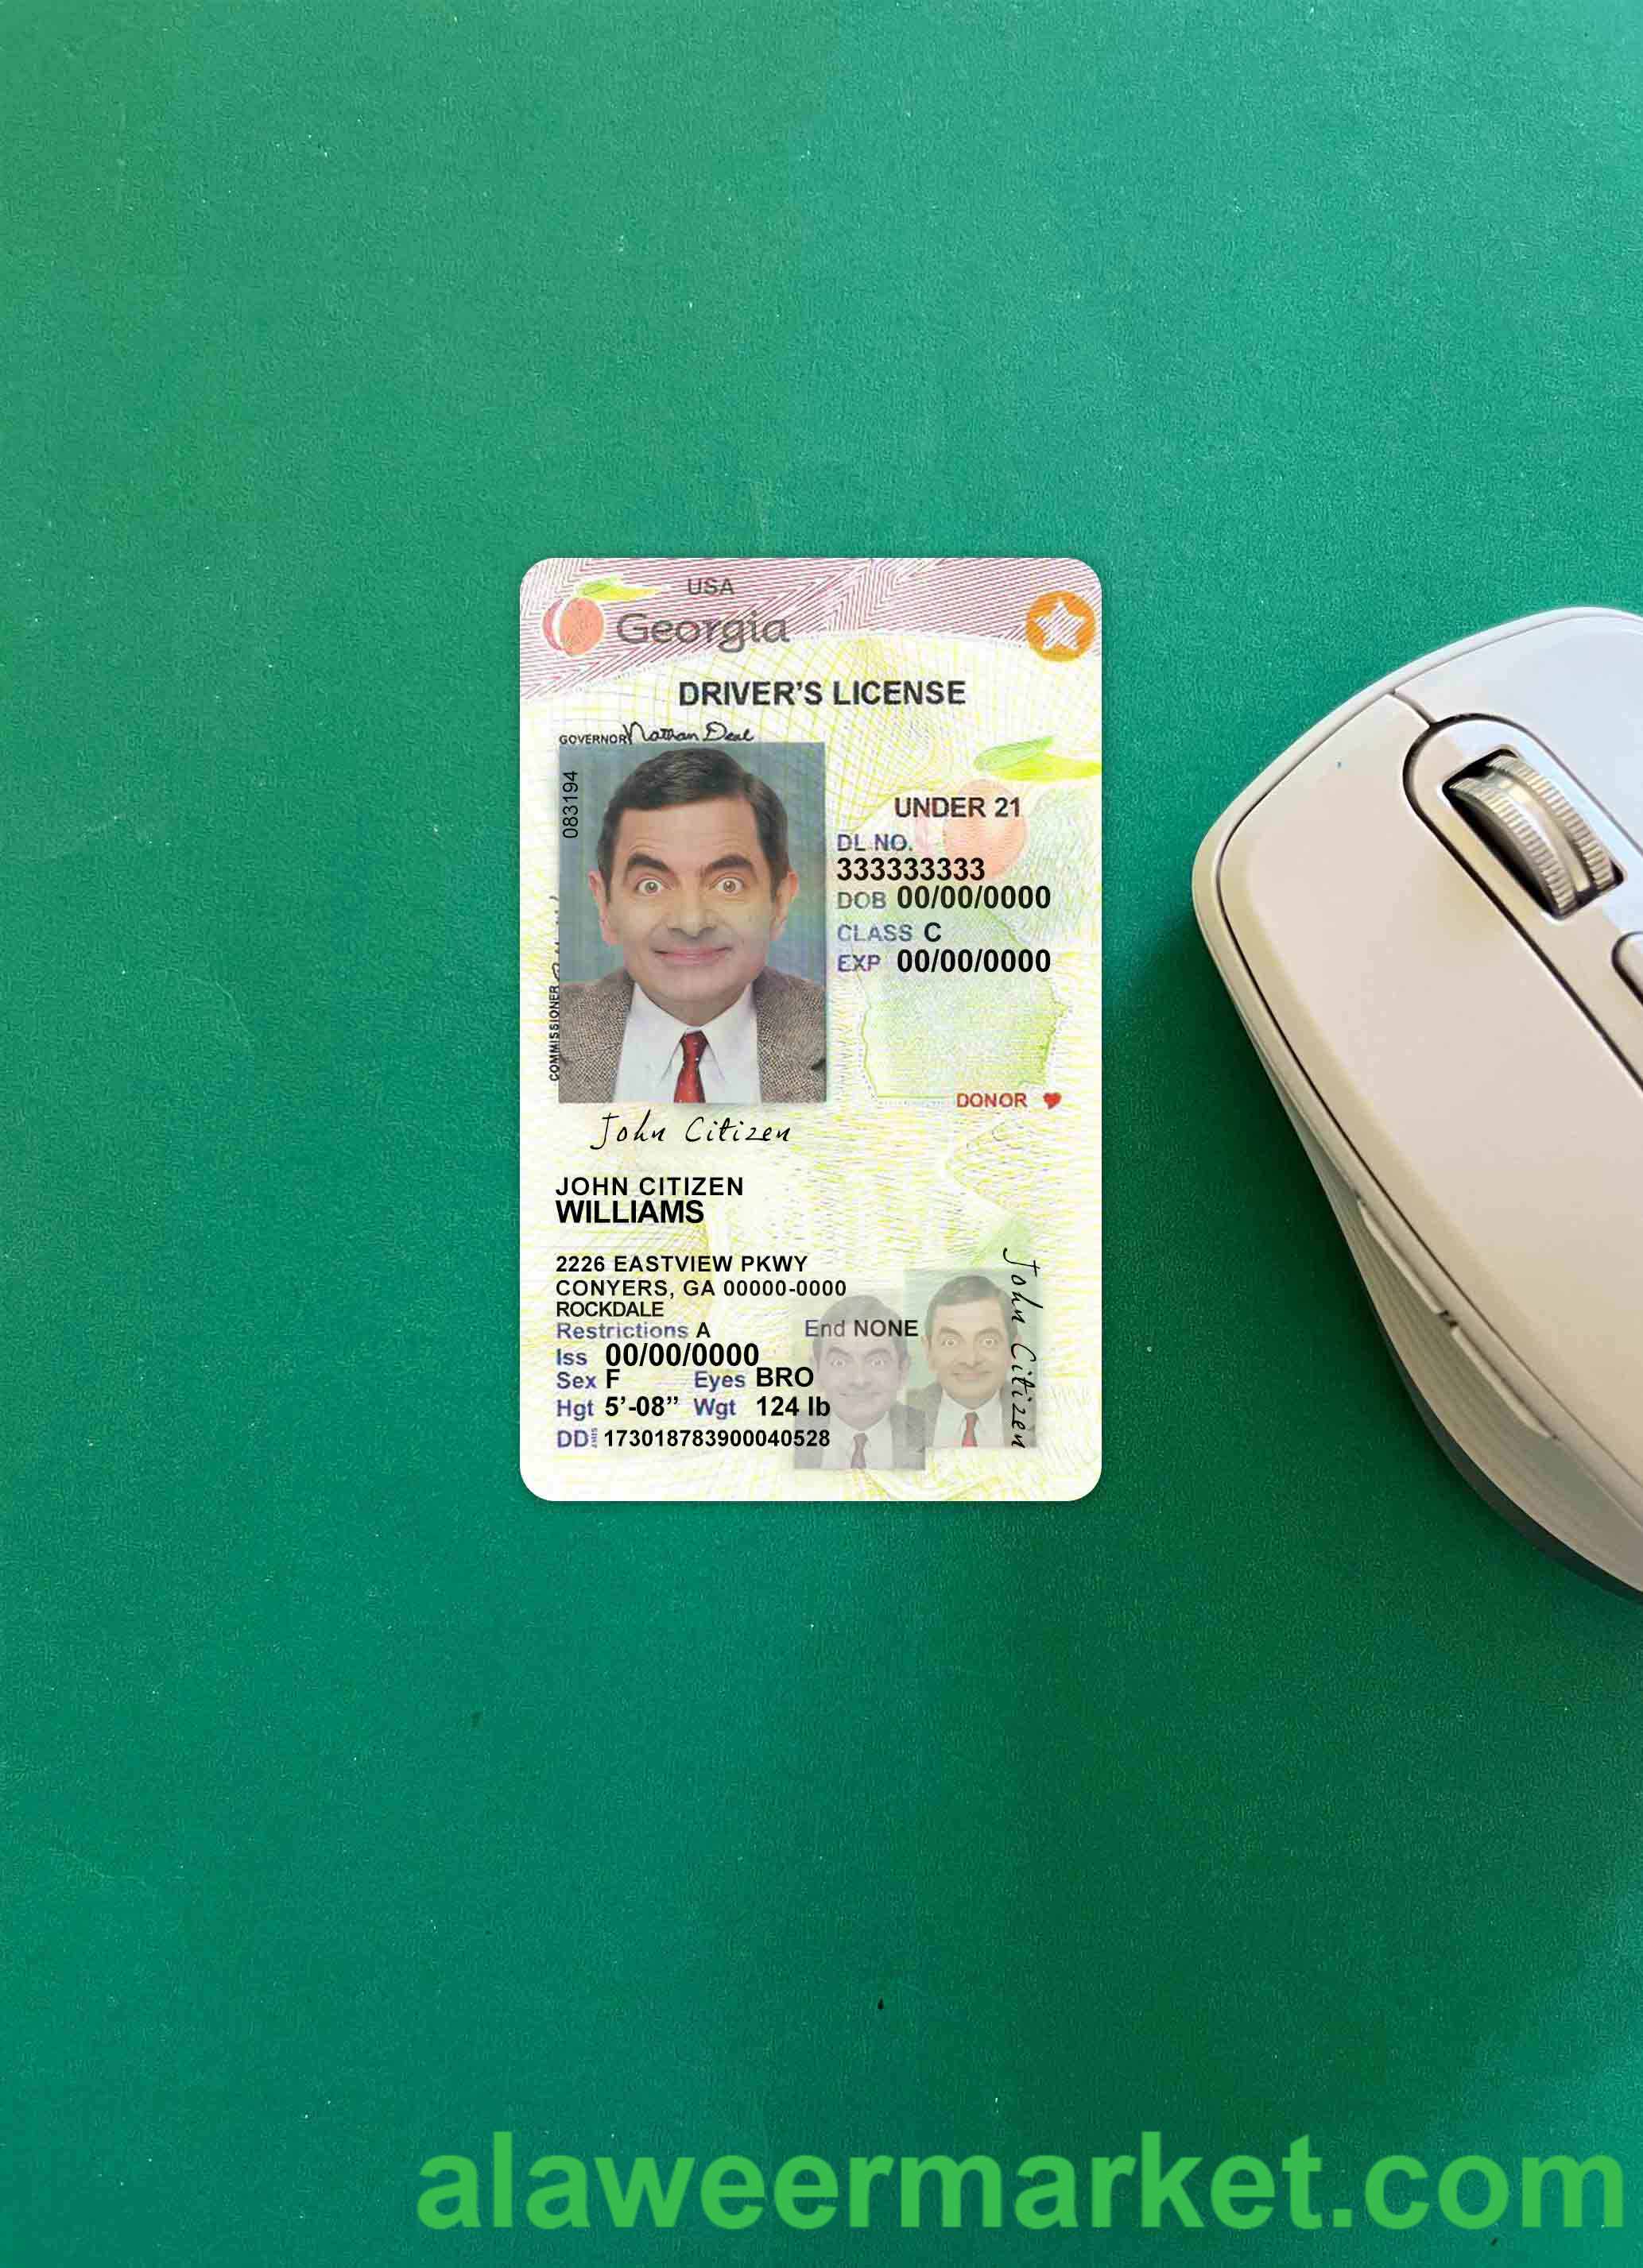 USA
Georgia
DRIVER'S LICENSE
GOVERNOR Nathan Deal
083194
COMMISSIONER
UNDER 21
DL NO.
333333333
DOB 00/00/0000
CLASS C
EXP 00/00/0000
DONOR
John Citizen
JOHN CITIZEN
WILLIAMS
2226 EASTVIEW PKWY
CONYERS, GA 00000-0000
ROCKDALE
Restrictions A End NONE
Iss 00/00/0000
Sex F Eyes BRO
Hgt 5'-08” Wgt 124 lb
DD 173018783900040528
John Citizen
alaweermarket.com